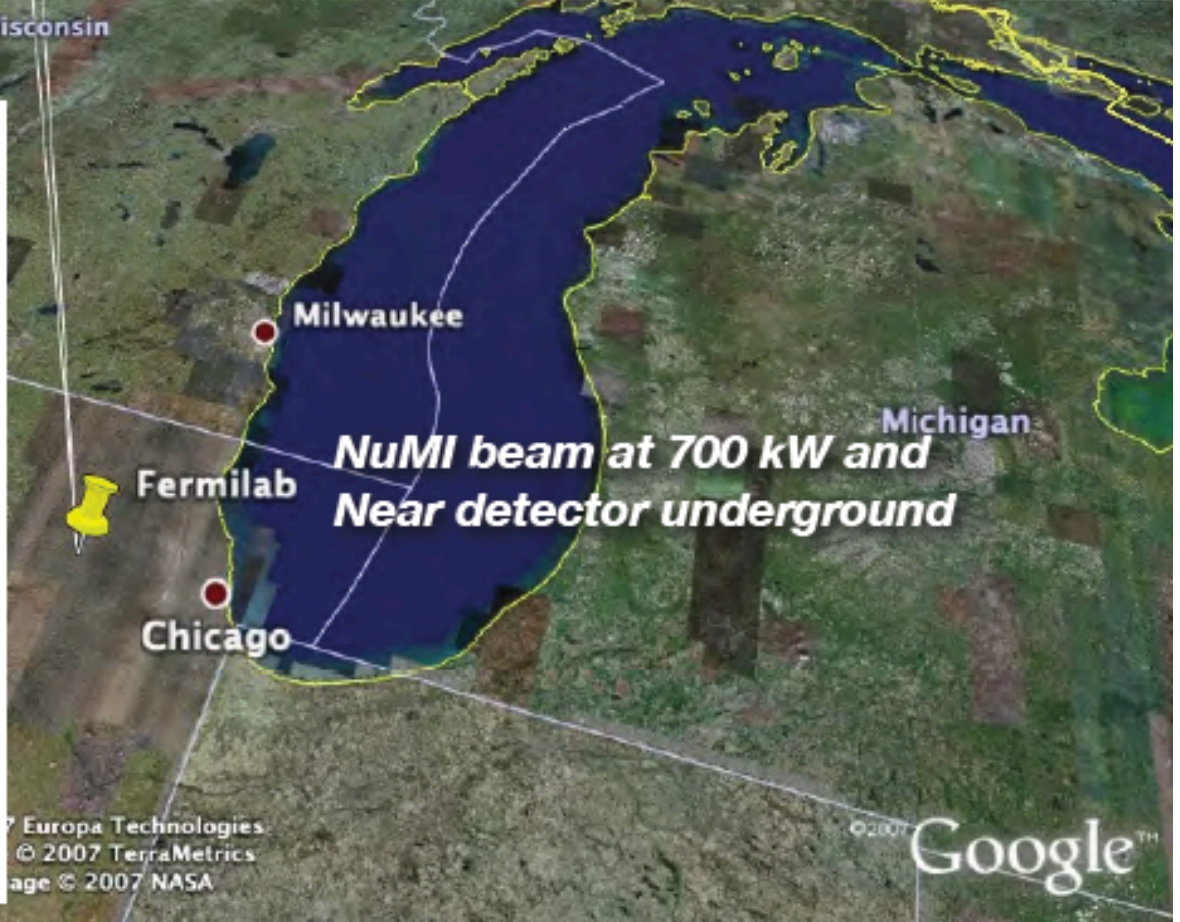 isconsin
Milwaukee
Michigan
NuMI beam at 700 kW and
Fermilab
Near detector underground
Chicago
7 Europa Technologies
© 2007 TerraMetrics
age © 2007 NASA
©2007 Google™